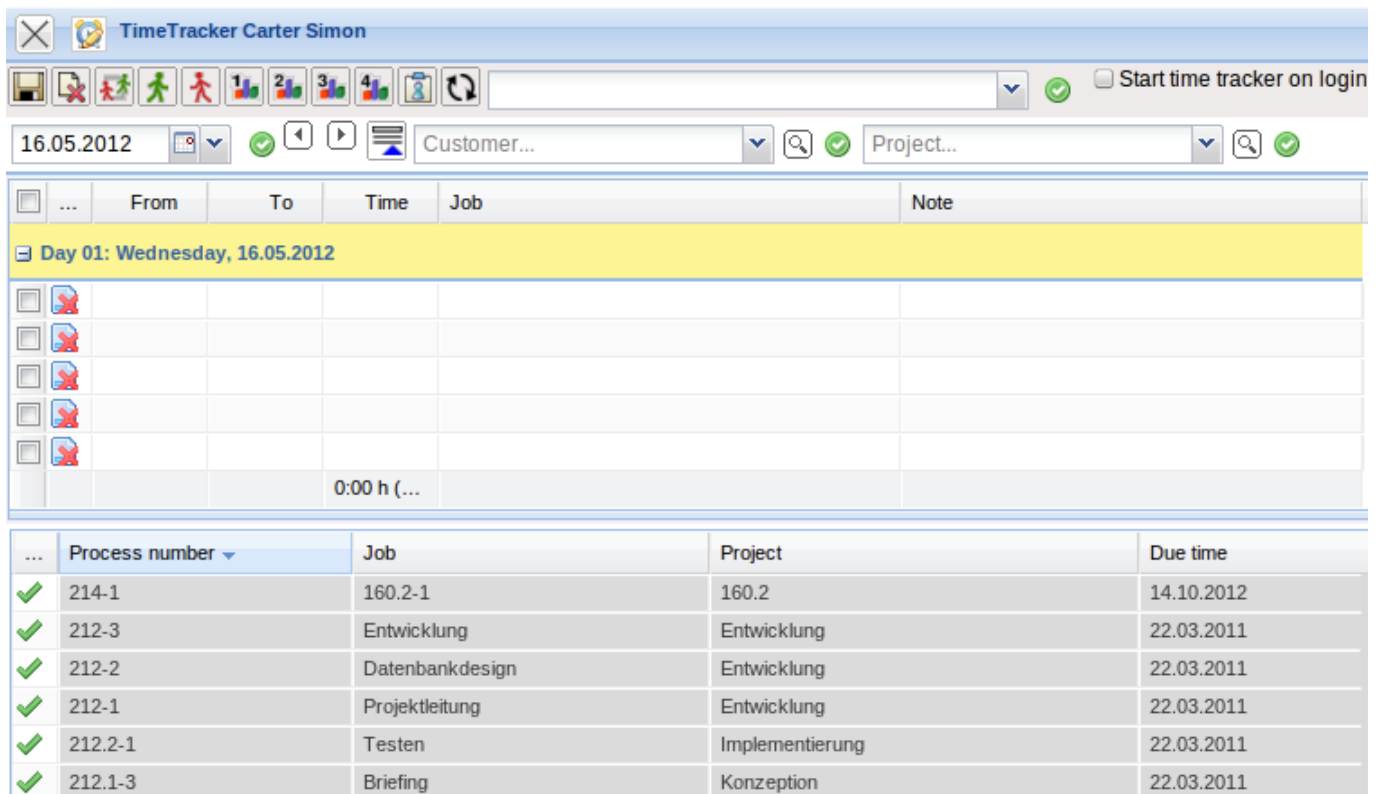 TimeTracker Carter Simon
1 2 3 4 Start time tracker on login
16.05.2012 Customer... Project...
... From To Time Job Note
Day 01: Wednesday, 16.05.2012
0:00 h (...
... Process number Job Project Due time
214-1 160.2-1 160.2 14.10.2012
212-3 Entwicklung Entwicklung 22.03.2011
212-2 Datenbankdesign Entwicklung 22.03.2011
212-1 Projektleitung Entwicklung 22.03.2011
212.2-1 Testen Implementierung 22.03.2011
212.1-3 Briefing Konzeption 22.03.2011